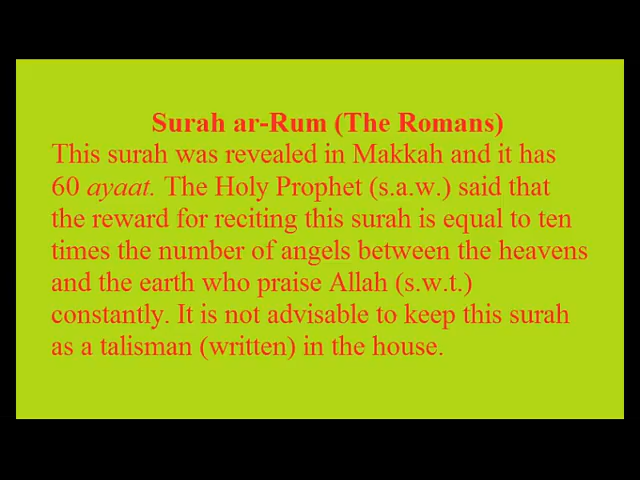 Surah ar-Rum (The Romans)
This surah was revealed in Makkah and it has
60 ayaat. The Holy Prophet (s.a.w.) said that
the reward for reciting this surah is equal to ten
times the number of angels between the heavens
and the earth who praise Allah (s.w.t.)
constantly. It is not advisable to keep this surah
as a talisman (written) in the house.